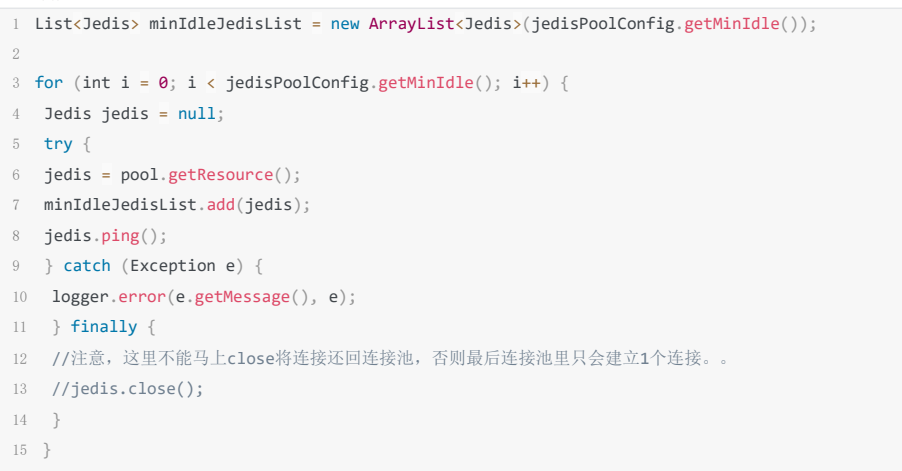 1 List<Jedis> minIdleJedisList = new ArrayList<Jedis>(jedisPoolConfig.getMinIdle());
2
3 for (int i = 0; i < jedisPoolConfig.getMinIdle(); i++) {
4 Jedis jedis = null;
5 try {
6 jedis = pool.getResource();
7 minIdleJedisList.add(jedis);
8 jedis.ping();
9 } catch (Exception e) {
10 logger.error(e.getMessage(), e);
11 } finally {
12 //注意，这里不能马上close将连接还回连接池，否则最后连接池里只会建立1个连接。。
13 //jedis.close();
14 }
15 }